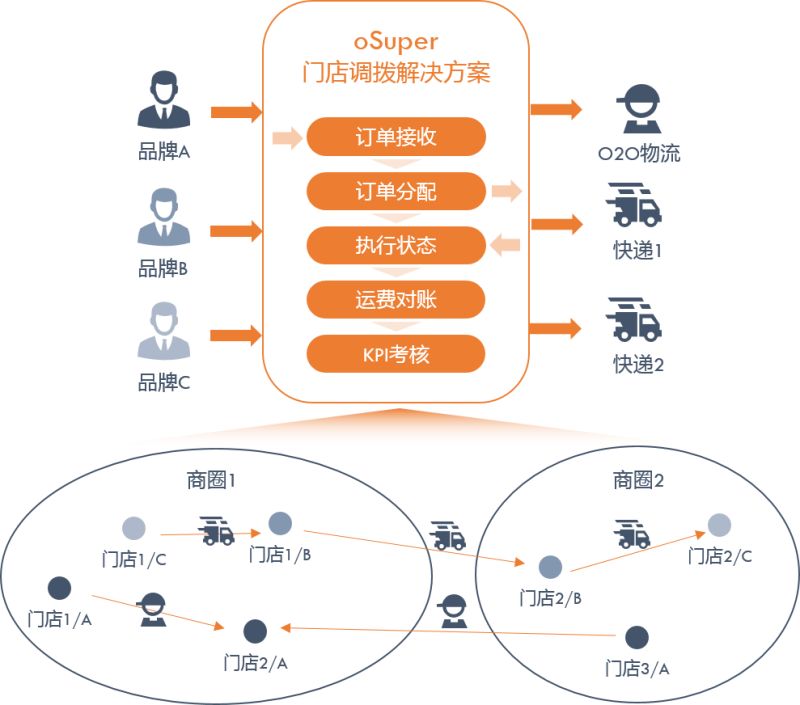 oSuper
门店调拨解决方案
品牌A
品牌B
品牌C
订单接收
订单分配
执行状态
运费对账
KPI考核
O2O物流
快递1
快递2
商圈1
门店1/C
门店1/B
门店1/A
门店2/A
商圈2
门店2/C
门店2/B
门店3/A